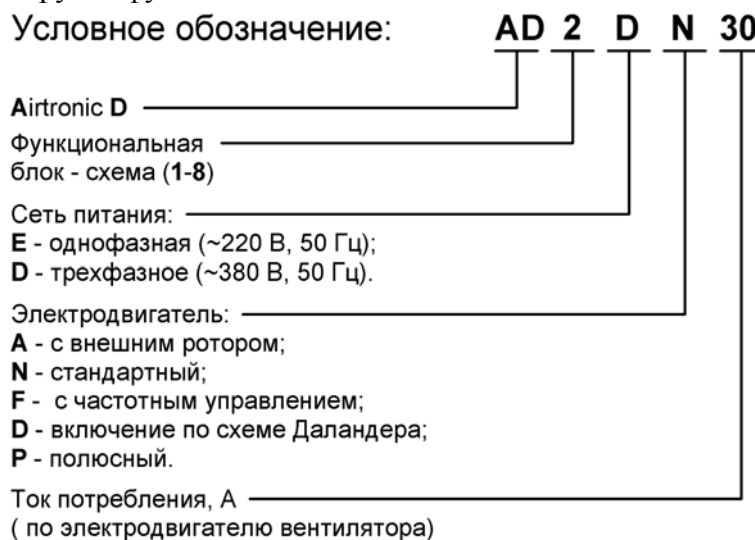 Условное обозначение: AD 2 D N 30
Airtronic D
Функциональная
блок - схема (1-8)
Сеть питания:
E - однофазная (~220 В, 50 Гц);
D - трехфазное (~380 В, 50 Гц).
Электродвигатель:
A - с внешним ротором;
N - стандартный;
F - с частотным управлением;
D - включение по схеме Даландера;
P - полюсный.
Ток потребления, А
( по электродвигателю вентилятора)